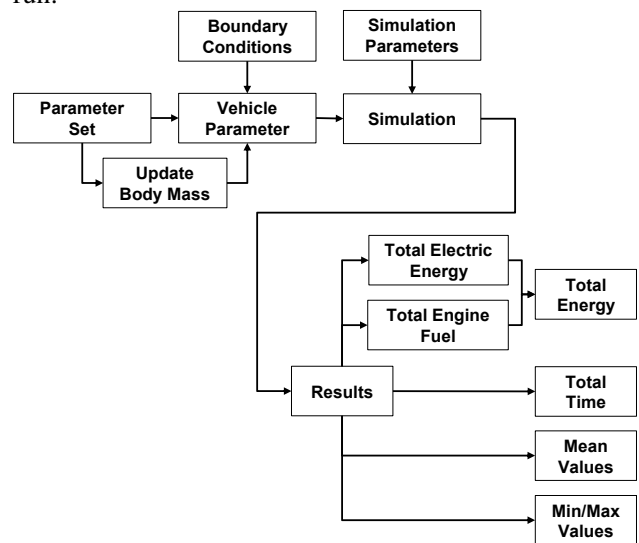 run.
Boundary
Conditions
Simulation
Parameters
Parameter
Set
Vehicle
Parameter
Simulation
Update
Body Mass
Total Electric
Energy
Total
Energy
Total Engine
Fuel
Results
Total
Time
Mean
Values
Min/Max
Values